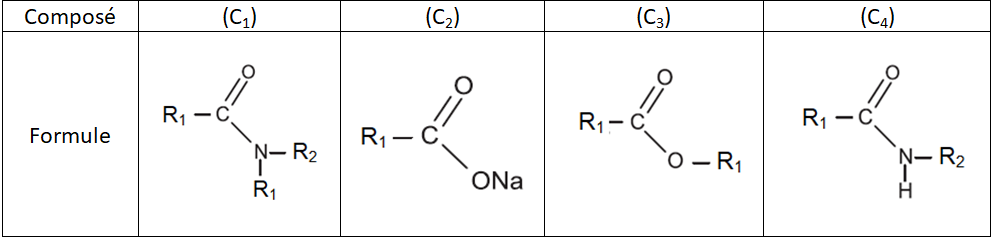 Composé (C₁) (C₂) (C₃) (C₄)
Formule
O
R₁ – C
N – R₂
R₁
O
R₁ – C
ONa
O
R₁ – C
O – R₁
O
R₁ – C
N – R₂
H